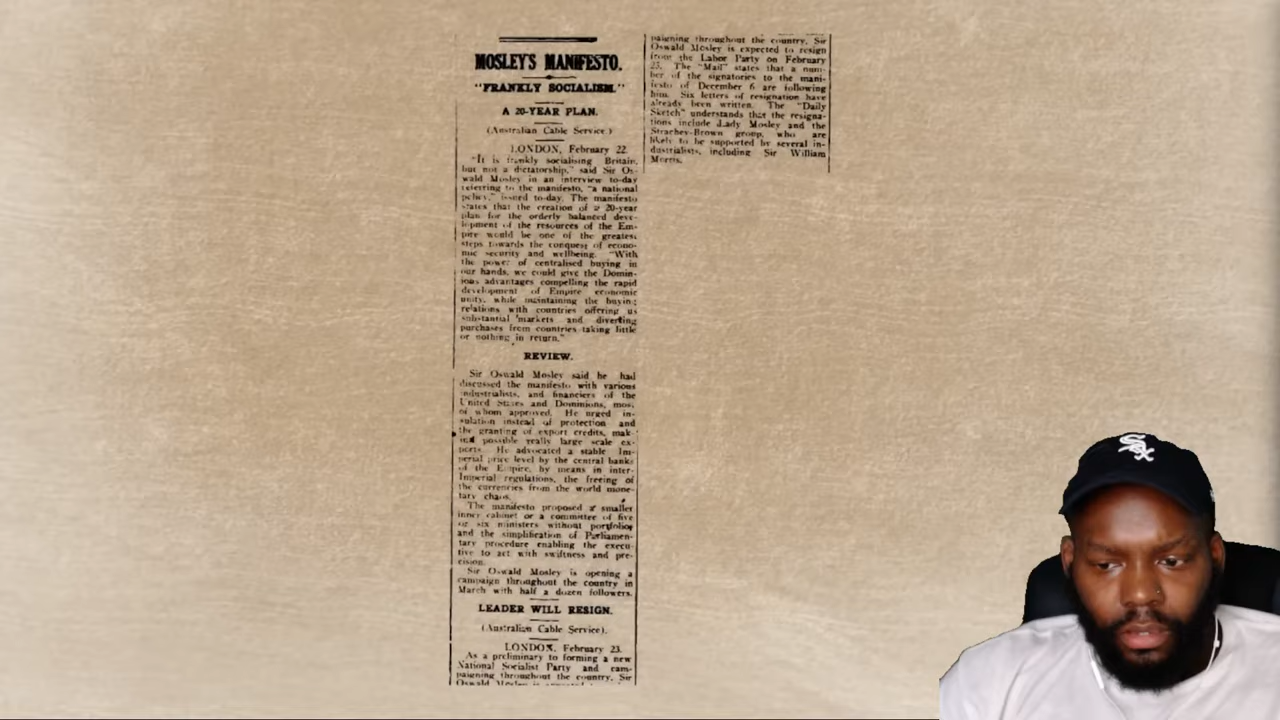 MOSLEY'S MANIFESTO.
"FRANKLY SOCIALISM."
A 20-YEAR PLAN.
(Australian Cable Service.)
LONDON, February 22.
"It is frankly socialising Britain,
but not a dictatorship," said Sir Os-
wald Mosley in an interview to-day
referring to the manifesto, "a national
policy," issued to-day. The manifesto
states that the creation of a 20-year
plan for the orderly balanced deve-
lopment of the resources of the Em-
pire would be one of the greatest
steps towards the conquest of econo-
mic security and wellbeing. "With
the power of centralised buying in
our hands, we could give the Domin-
ions advantages compelling the rapid
development of Empire economic
unity, while maintaining the buying
relations with countries offering us
substantial markets and diverting
purchases from countries taking little
or nothing in return."
REVIEW.
Sir Oswald Mosley said he had
discussed the manifesto with various
industrialists, and financiers of the
United States and Dominions, most
of whom approved. He urged in-
sulation instead of protection and
the granting of export credits, mak-
ing possible really large scale ex-
ports. He advocated a stable Im-
perial price level by the central banks
of the Empire, by means in inter-
Imperial regulations, the freeing of
the currencies from the world mone-
tary chaos.
The manifesto proposed a smaller
inner cabinet or a committee of five
or six ministers without portfolio
and the simplification of Parliamen-
tary procedure enabling the execu-
tive to act with swiftness and pre-
cision.
Sir Oswald Mosley is opening a
campaign throughout the country in
March with half a dozen followers.
LEADER WILL RESIGN.
(Australian Cable Service).
LONDON, February 23.
As a preliminary to forming a new
National Socialist Party and cam-
paigning throughout the country, Sir
Oswald Mosley is expected
paigning throughout the country, Sir
Oswald Mosley is expected to resign
from the Labor Party on February
25. The "Mail" states that a num-
ber of the signatories to the mani-
festo of December 6 are following
him. Six letters of resignation have
already been written. The "Daily
Sketch" understands that the resigna-
tions include Lady Mosley and the
Strachey-Brown group, who are
likely to be supported by several in-
dustrialists, including Sir William
Morris.
Sox